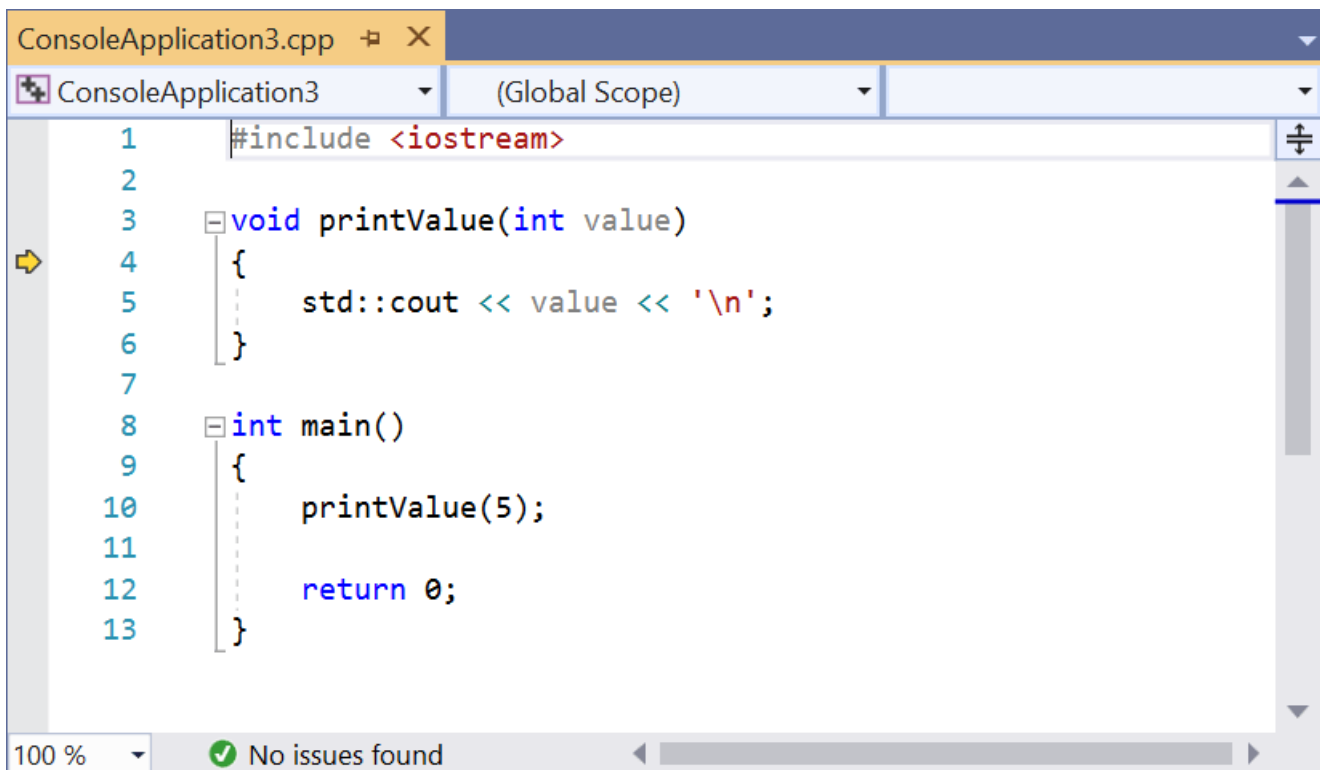 ConsoleApplication3.cpp
ConsoleApplication3 (Global Scope)
1 #include <iostream>
2
3 void printValue(int value)
4 {
5 std::cout << value << '\n';
6 }
7
8 int main()
9 {
10 printValue(5);
11
12 return 0;
13 }
100 % No issues found